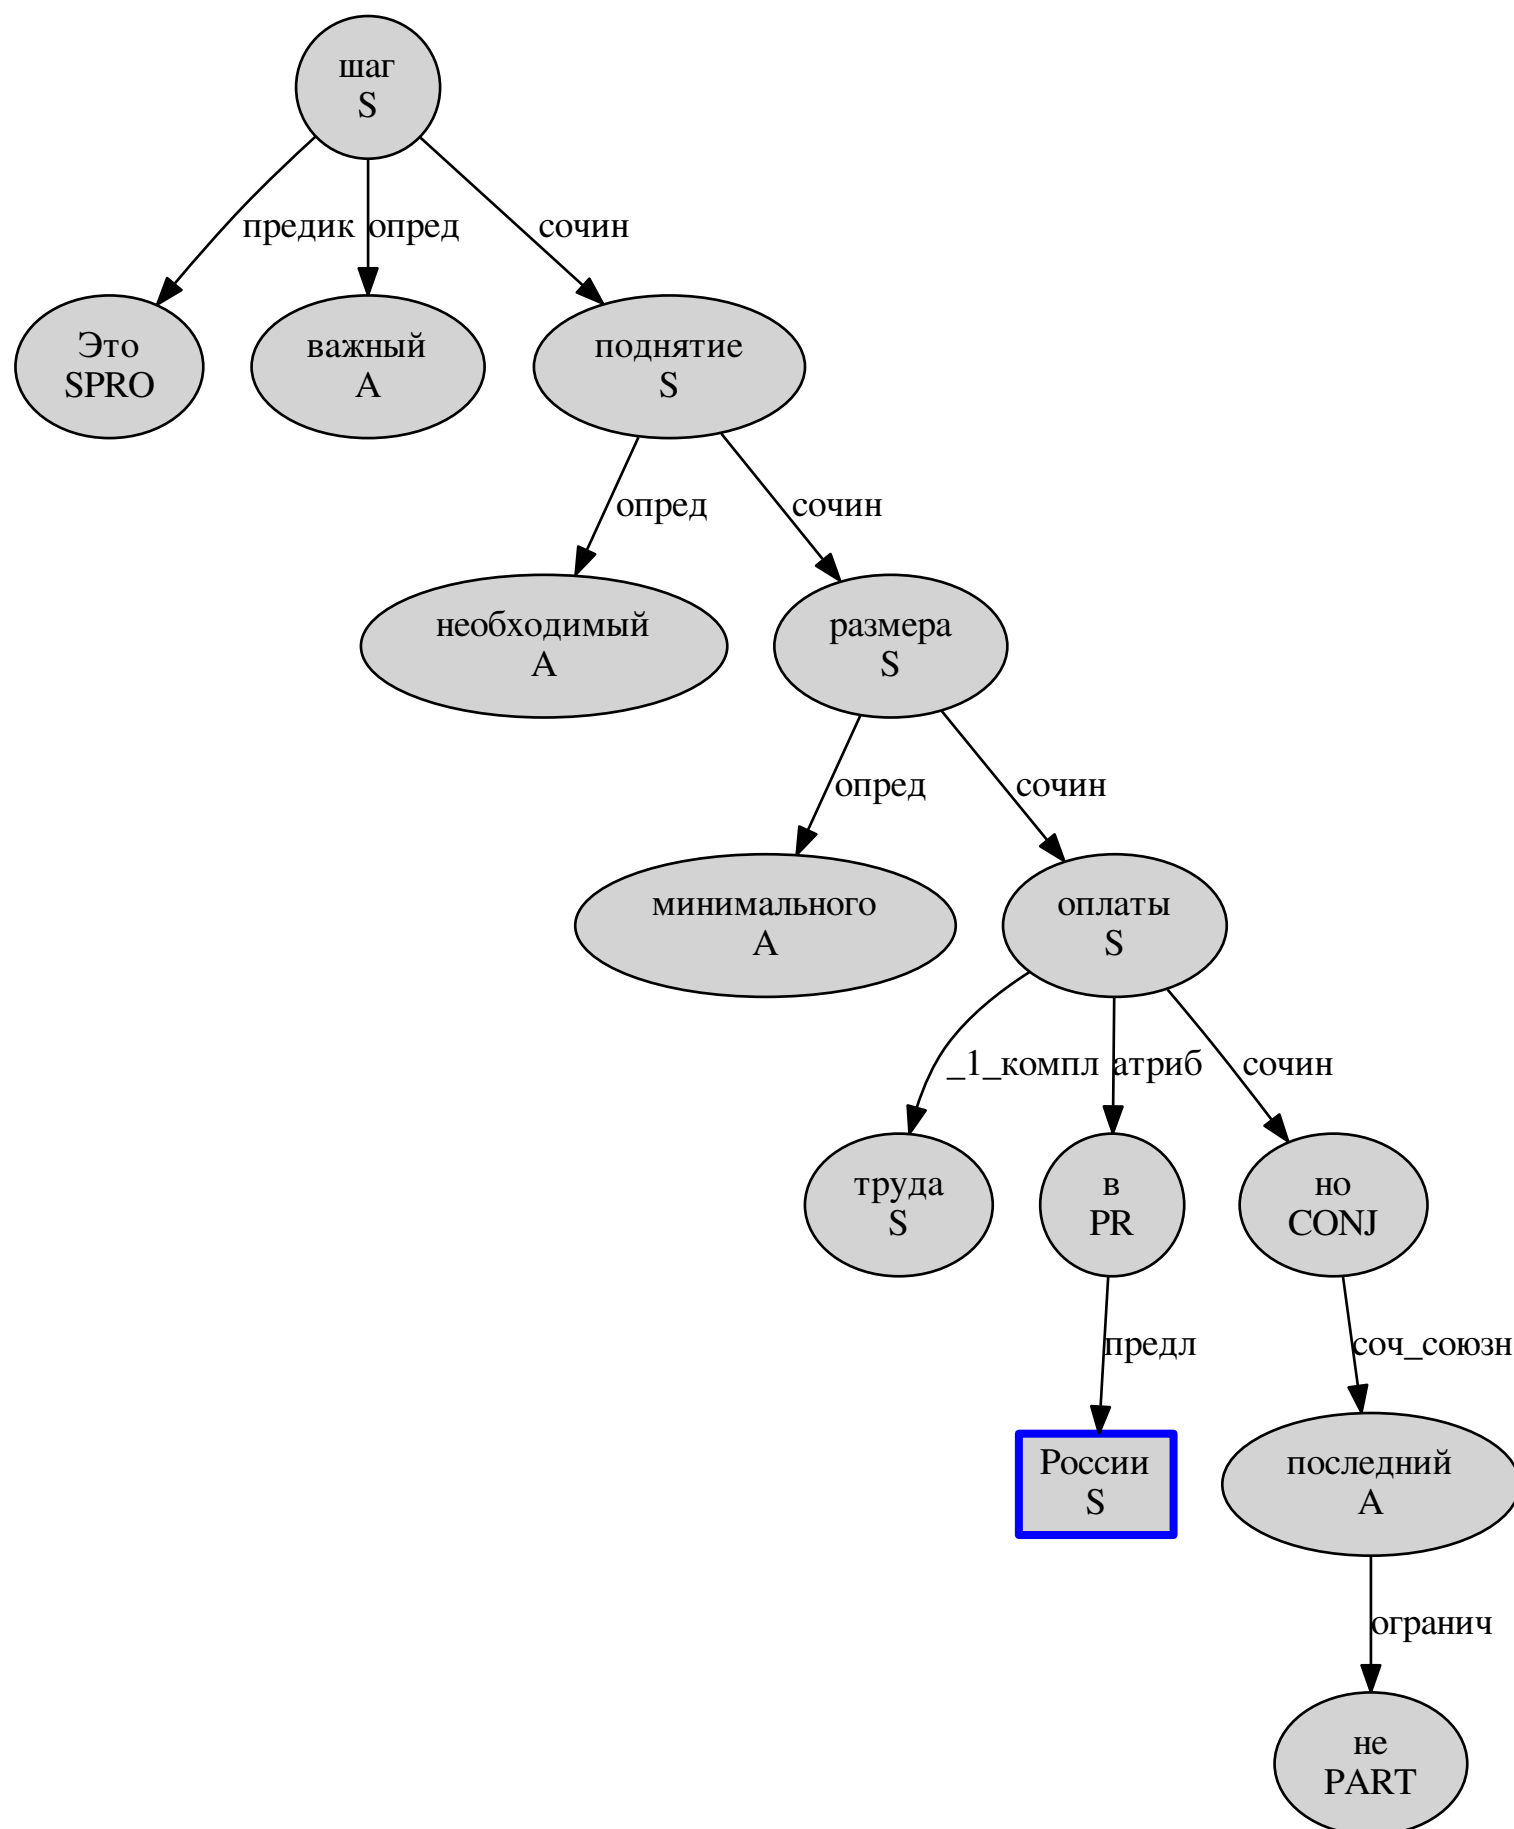 шаг
S
предик
опред
сочин
Это
SPRO
важный
A
поднятие
S
опред
сочин
необходимый
A
размера
S
опред
сочин
минимального
A
оплаты
S
_1_компл
атриб
сочин
труда
S
в
PR
но
CONJ
предл
соч_союзн
России
S
последний
A
огранич
не
PART